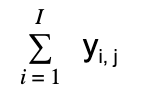 I
∑ y_{i, j}
i = 1